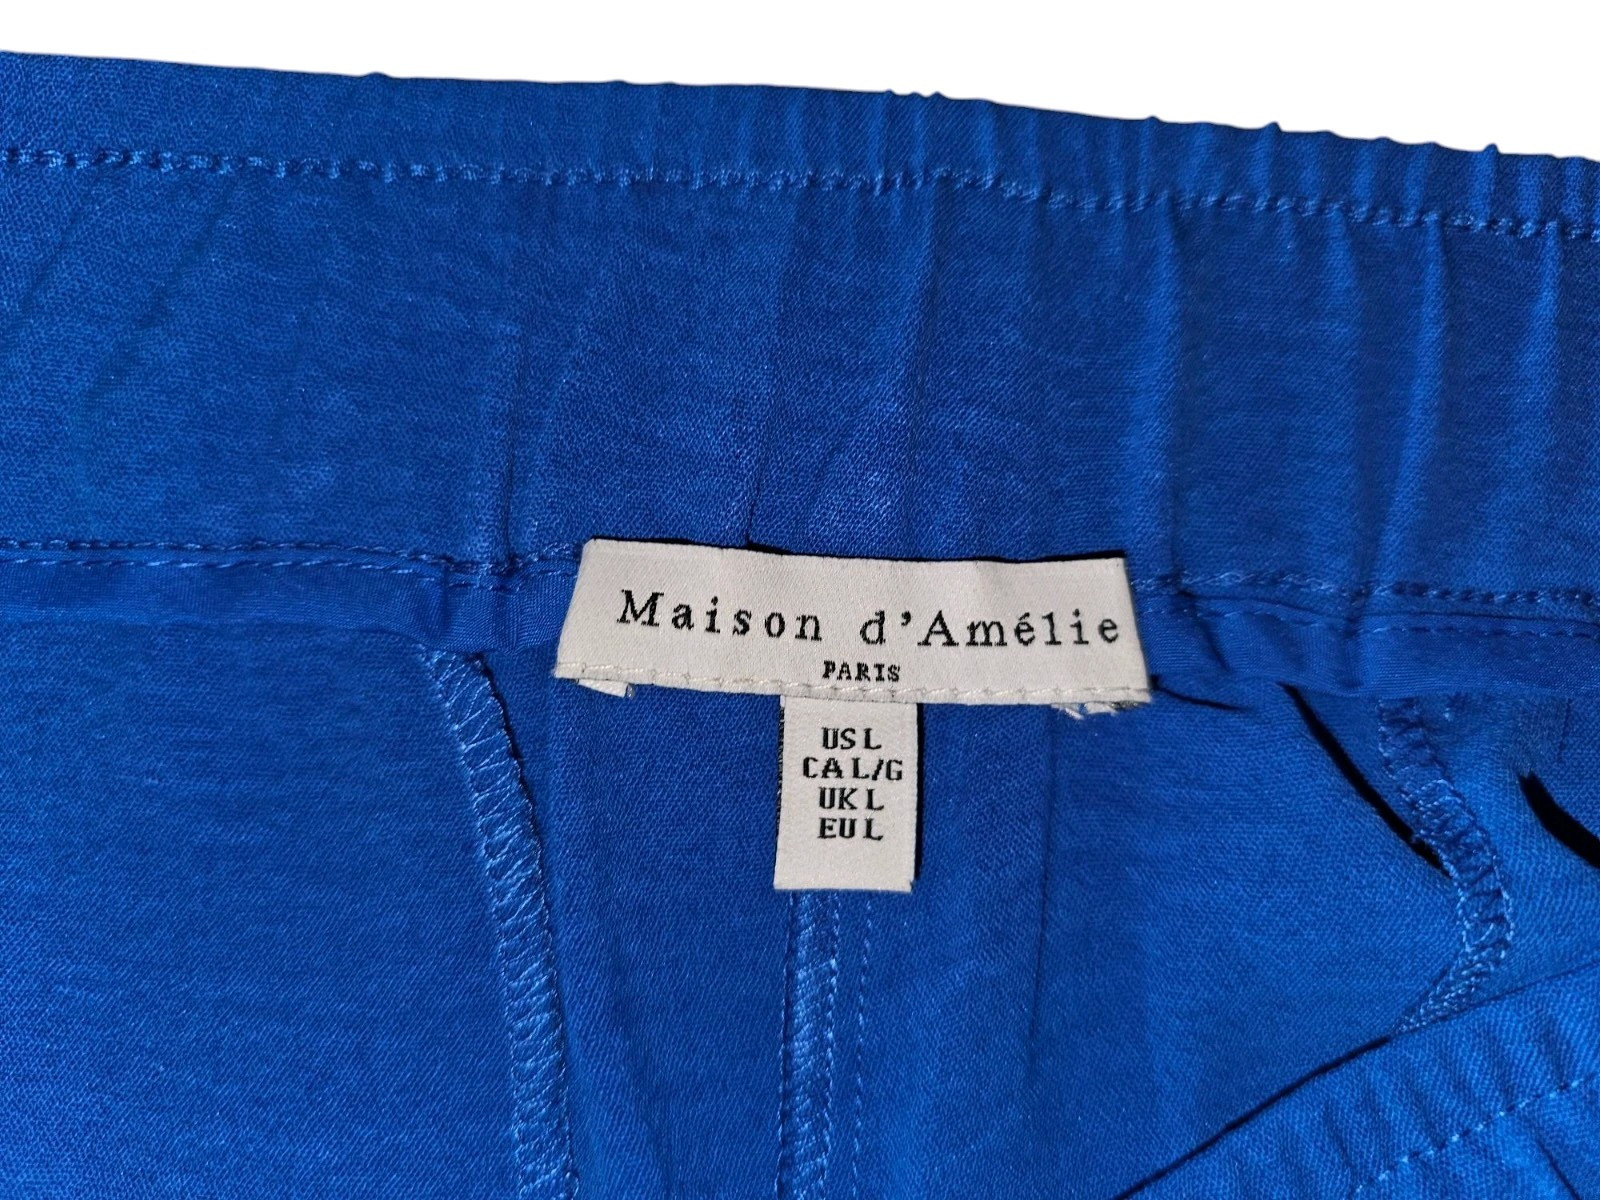 Maison d'Amélie
PARIS
US L
CA L/G
UK L
EU L